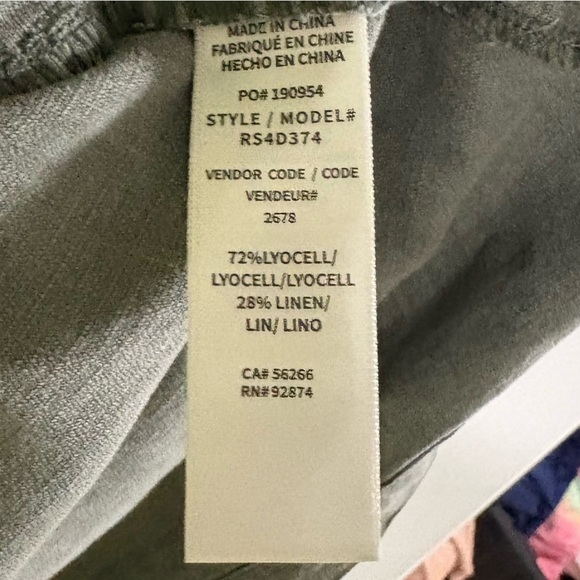 MADE IN CHINA
FABRIQUÉ EN CHINE
HECHO EN CHINA
PO# 190954
STYLE / MODEL#
RS4D374
VENDOR CODE / CODE
VENDEUR#
2678
72%LYOCELL/
LYOCELL/LYOCELL
28% LINEN/
LIN/ LINO
CA# 56266
RN# 92874